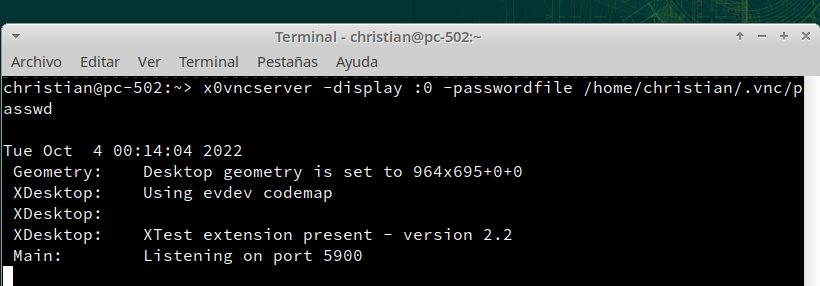 Terminal - christian@pc-502:~
Archivo Editar Ver Terminal Pestañas Ayuda
christian@pc-502:~> x0vncserver -display :0 -passwordfile /home/christian/.vnc/p
asswd
Tue Oct  4 00:14:04 2022
 Geometry:    Desktop geometry is set to 964x695+0+0
 XDesktop:    Using evdev codemap
 XDesktop:
 XDesktop:    XTest extension present - version 2.2
 Main:        Listening on port 5900